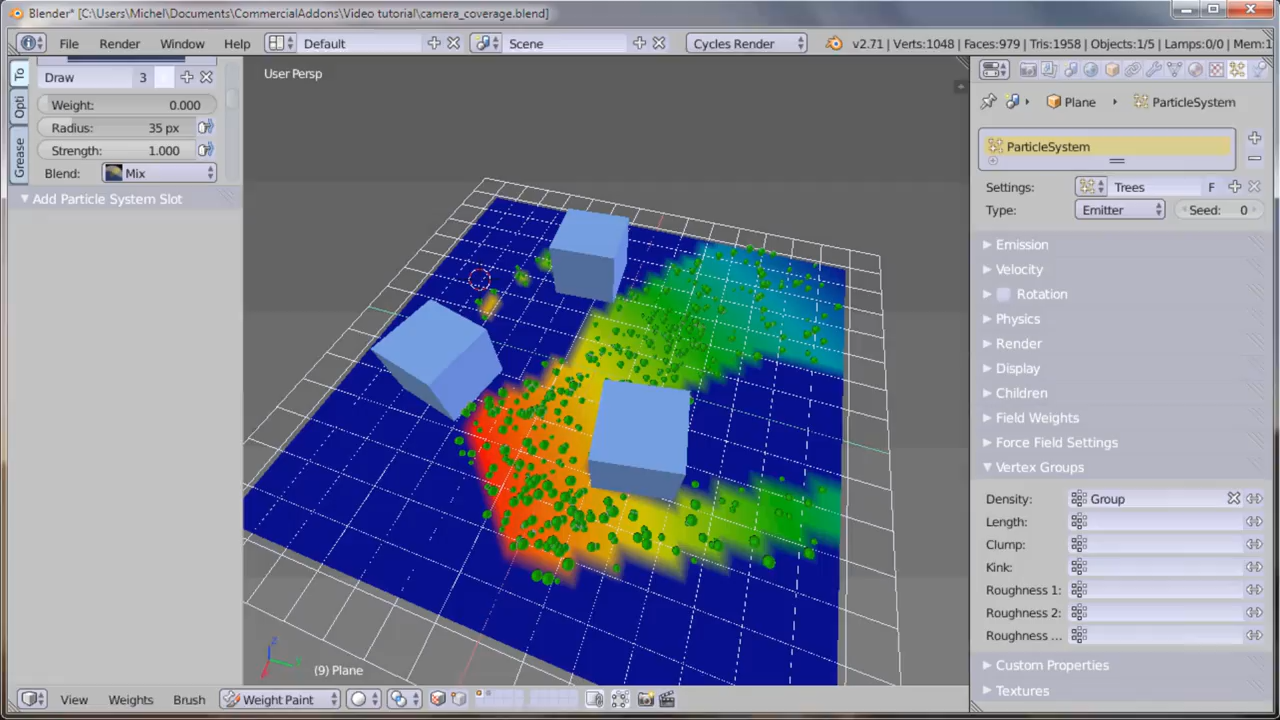 Blender* [C:\Users\Michel\Documents\CommercialAddons\Video tutorial\camera_coverage.blend]
File Render Window Help Default Scene Cycles Render v2.71 | Verts:1048 | Faces:979 | Tris:1958 | Objects:1/5 | Lamps:0/0 | Mem:1
To
Opti
Grease
Draw 3
Weight: 0.000
Radius: 35 px
Strength: 1.000
Blend: Mix
Add Particle System Slot
User Persp
(9) Plane
Plane ParticleSystem
ParticleSystem
Settings: Trees F
Type: Emitter Seed: 0
Emission
Velocity
Rotation
Physics
Render
Display
Children
Field Weights
Force Field Settings
Vertex Groups
Density: Group
Length:
Clump:
Kink:
Roughness 1:
Roughness 2:
Roughness ...
Custom Properties
Textures
View Weights Brush Weight Paint